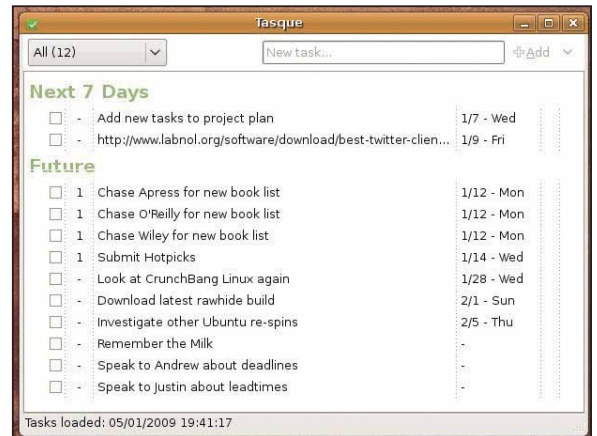 Tasque
All (12) New task... Add
Next 7 Days
- Add new tasks to project plan 1/7 - Wed
- http://www.labnol.org/software/download/best-twitter-clien... 1/9 - Fri
Future
1 Chase Apress for new book list 1/12 - Mon
1 Chase O'Reilly for new book list 1/12 - Mon
1 Chase Wiley for new book list 1/12 - Mon
1 Submit Hotpicks 1/14 - Wed
- Look at CrunchBang Linux again 1/28 - Wed
- Download latest rawhide build 2/1 - Sun
- Investigate other Ubuntu re-spins 2/5 - Thu
- Remember the Milk -
- Speak to Andrew about deadlines -
- Speak to Justin about leadtimes -
Tasks loaded: 05/01/2009 19:41:17